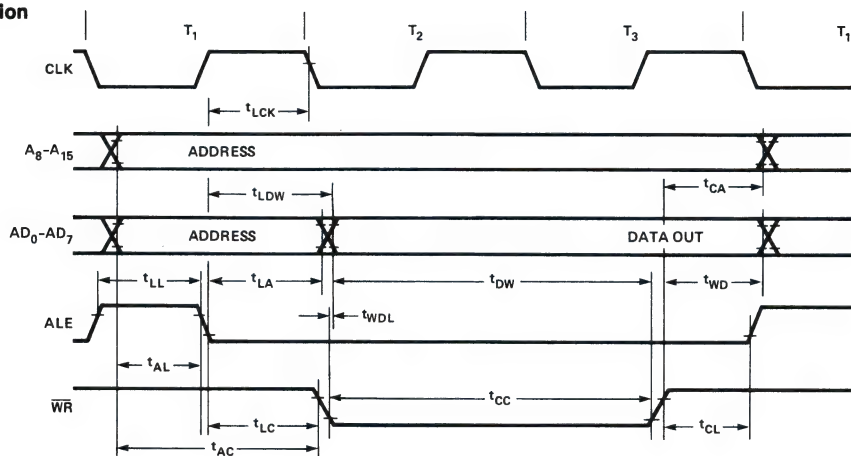 ion
T1 T2 T3 T1
CLK
tLCK
A8-A15 ADDRESS
tLDW tCA
AD0-AD7 ADDRESS DATA OUT
tLL tLA tDW tWD
ALE tWDL
tAL
WR tCC
tLC tCL
tAC